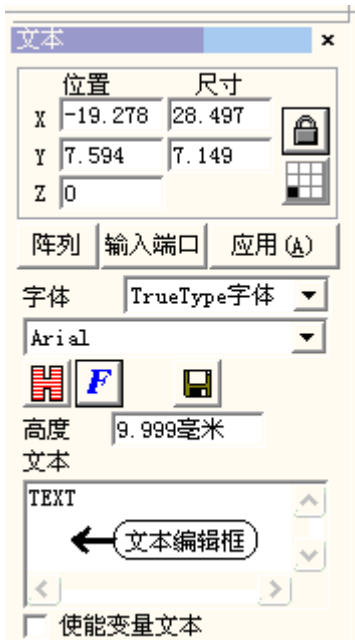 文本
位置 尺寸
X -19.278 28.497
Y 7.594 7.149
Z 0
阵列 输入端口 应用(A)
字体 TrueType字体
Arial
F
高度 9.999毫米
文本
TEXT
文本编辑框
使能变量文本